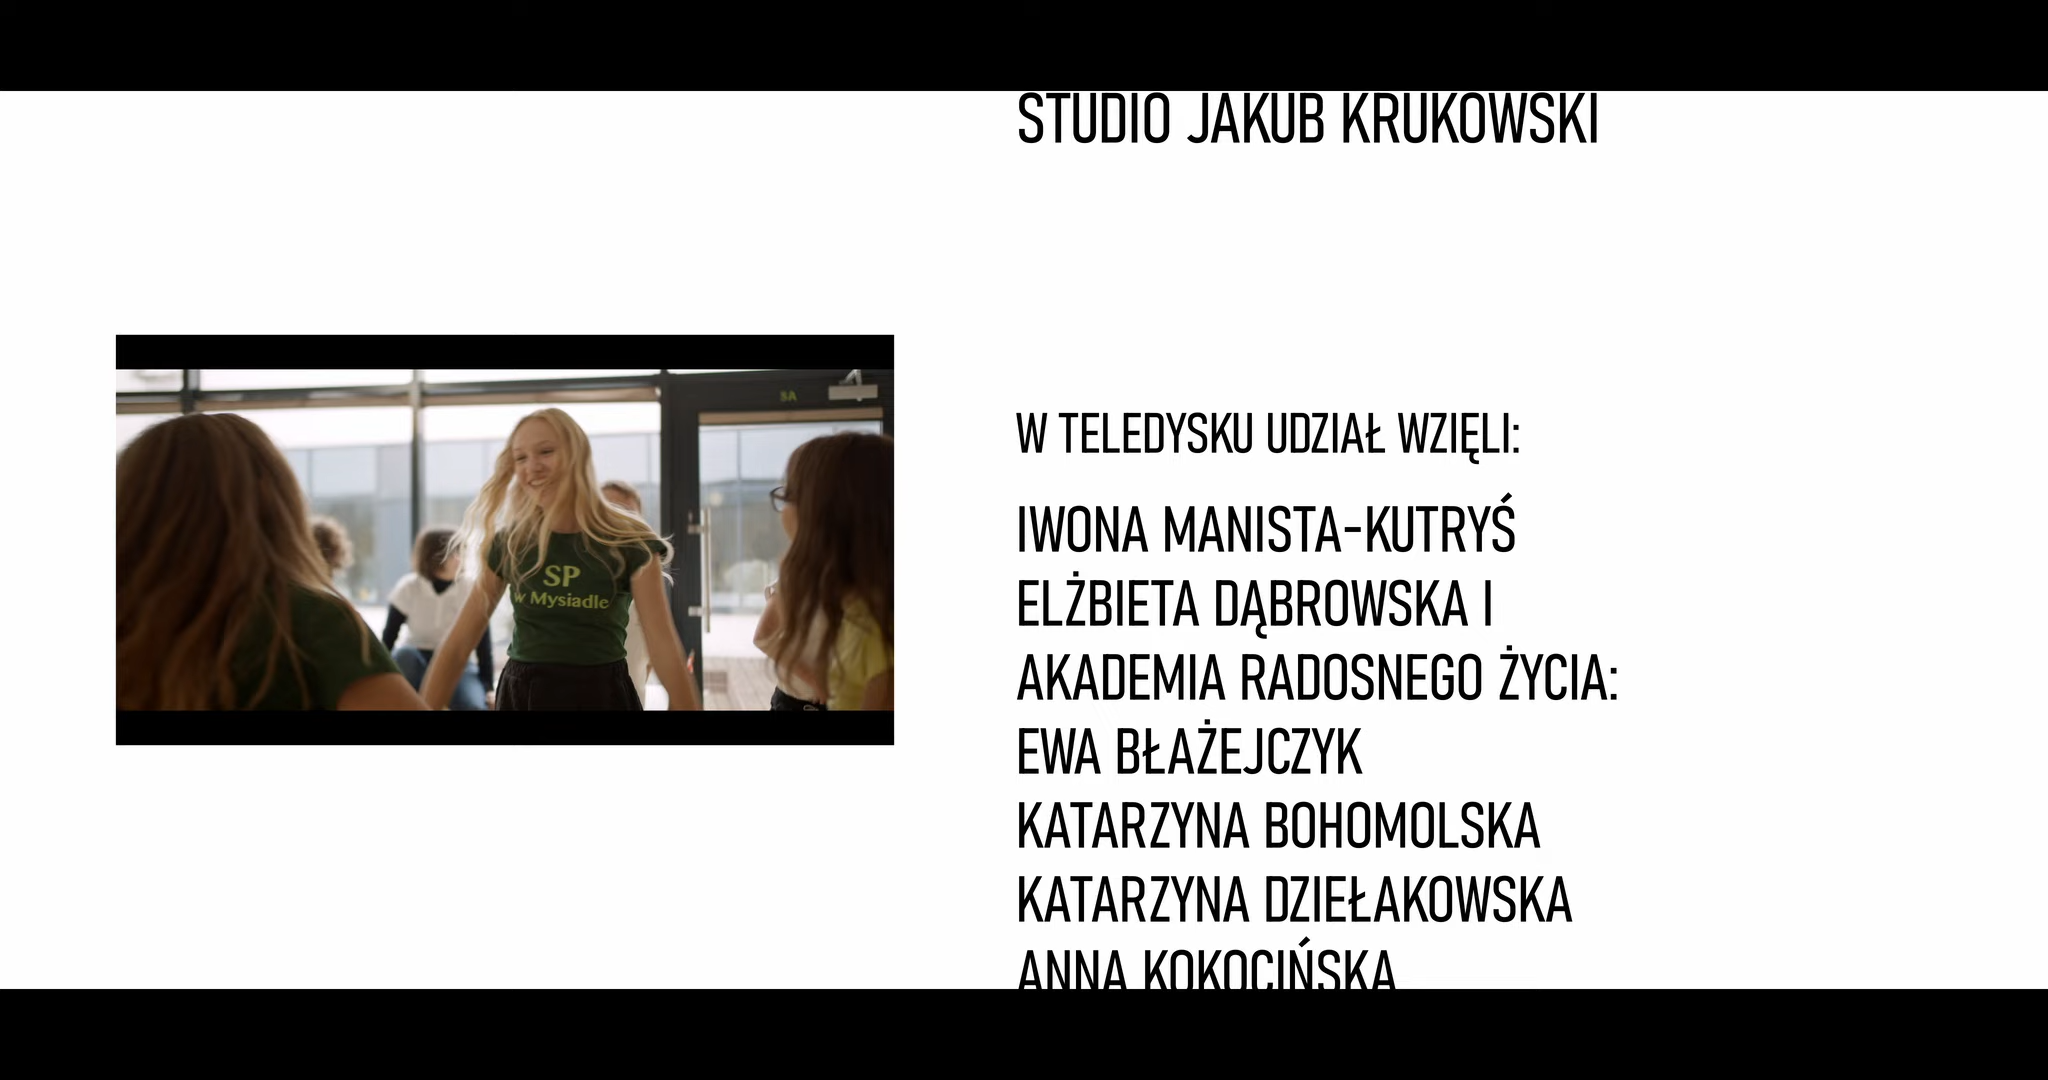 STUDIO JAKUB KRUKOWSKI
SA
SP
w Mysiadle
W TELEDYSKU UDZIAŁ WZIĘLI:
IWONA MANISTA-KUTRYŚ
ELŻBIETA DĄBROWSKA I
AKADEMIA RADOSNEGO ŻYCIA:
EWA BŁAŻEJCZYK
KATARZYNA BOHOMOLSKA
KATARZYNA DZIEŁAKOWSKA
ANNA KOKOCIŃSKA